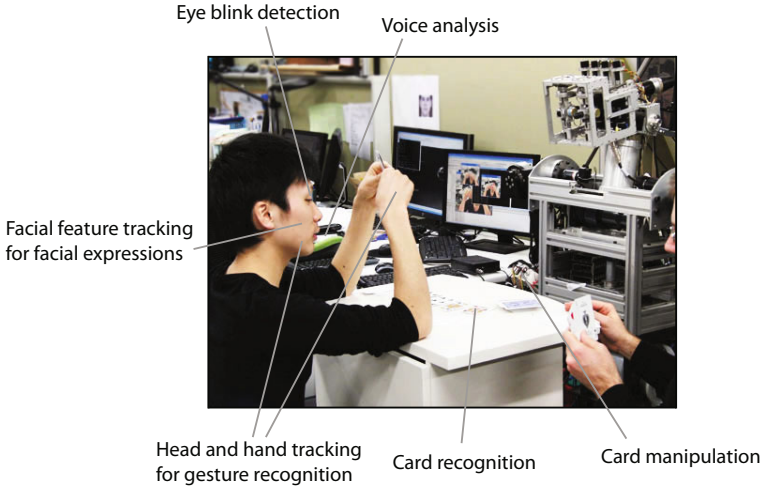 Eye blink detection
Voice analysis
Facial feature tracking
for facial expressions
Head and hand tracking
for gesture recognition
Card recognition
Card manipulation